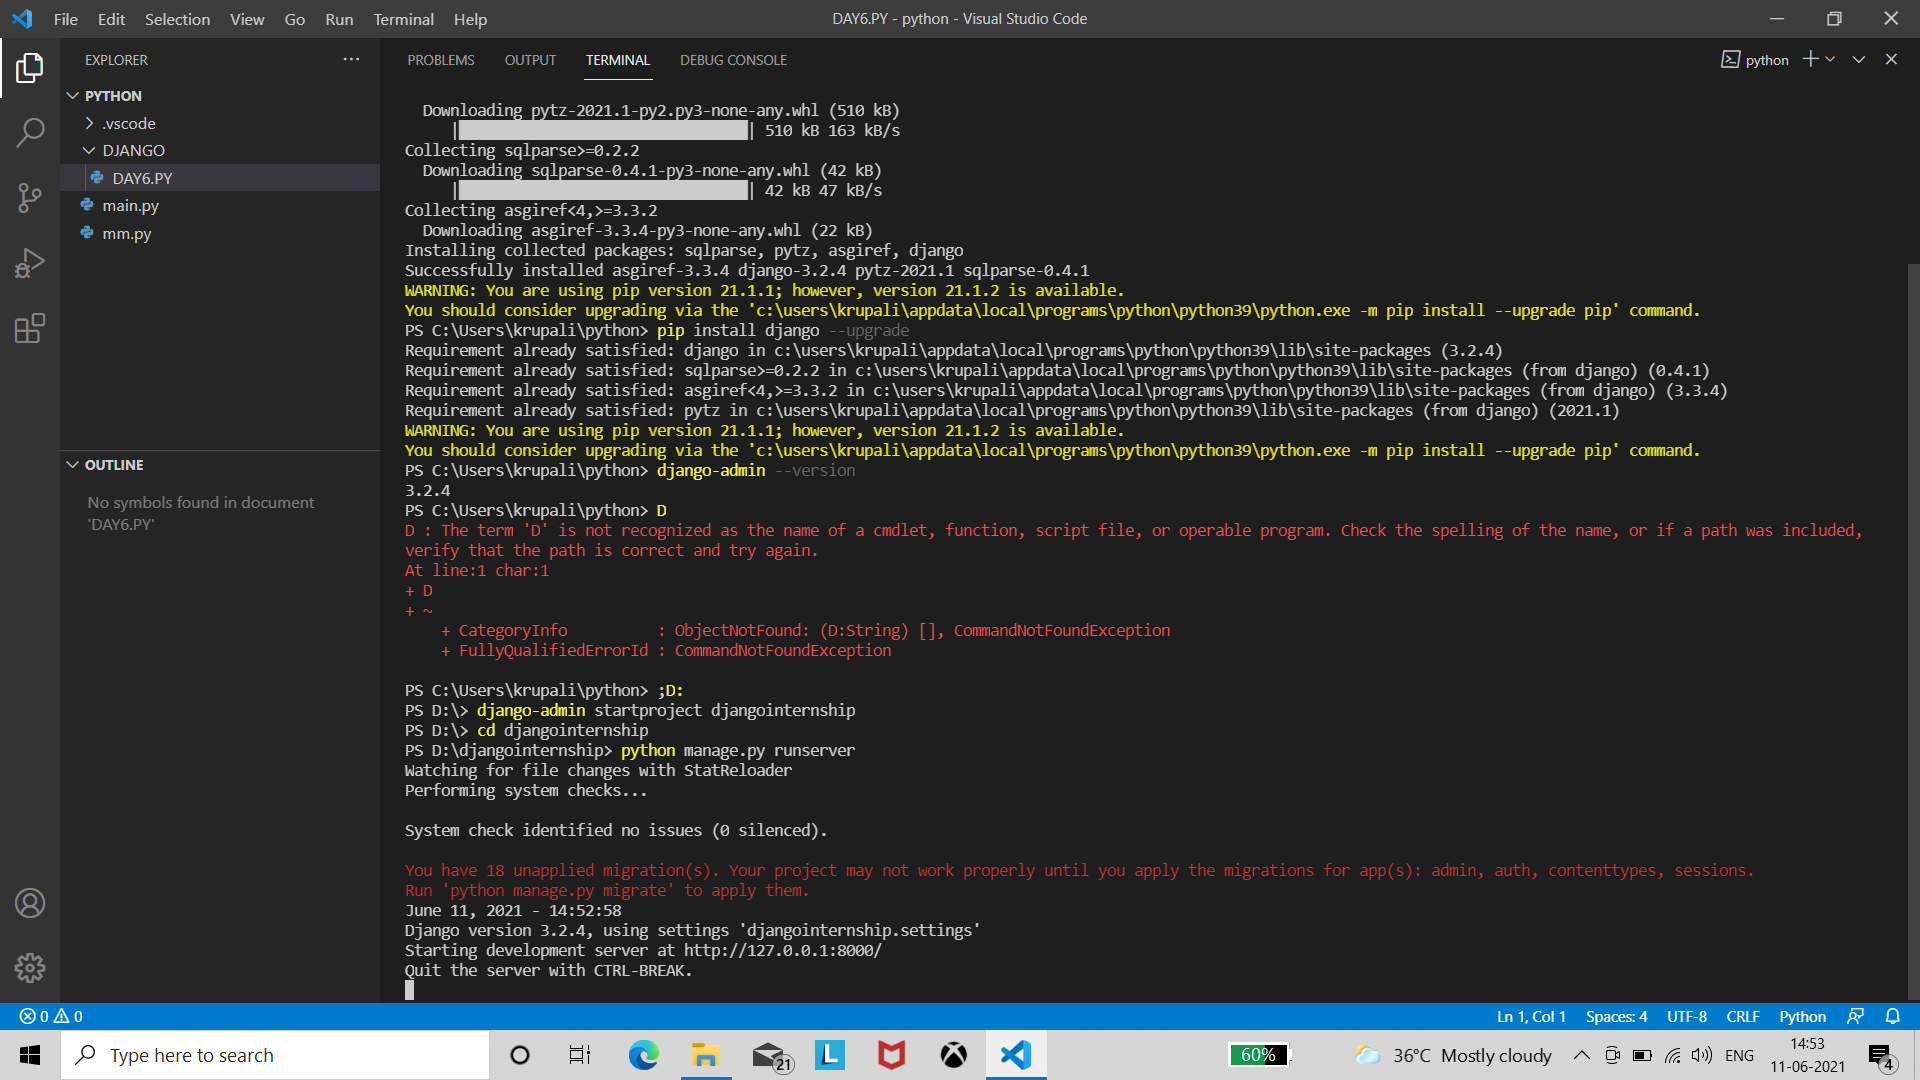 File Edit Selection View Go Run Terminal Help
DAY6.PY - python - Visual Studio Code
EXPLORER
PYTHON
.vscode
DJANGO
DAY6.PY
main.py
mm.py
OUTLINE
No symbols found in document
'DAY6.PY'
PROBLEMS OUTPUT TERMINAL DEBUG CONSOLE
python
Downloading pytz-2021.1-py2.py3-none-any.whl (510 kB)
|████████████████████████████████| 510 kB 163 kB/s
Collecting sqlparse>=0.2.2
Downloading sqlparse-0.4.1-py3-none-any.whl (42 kB)
|████████████████████████████████| 42 kB 47 kB/s
Collecting asgiref<4,>=3.3.2
Downloading asgiref-3.3.4-py3-none-any.whl (22 kB)
Installing collected packages: sqlparse, pytz, asgiref, django
Successfully installed asgiref-3.3.4 django-3.2.4 pytz-2021.1 sqlparse-0.4.1
WARNING: You are using pip version 21.1.1; however, version 21.1.2 is available.
You should consider upgrading via the 'c:\users\krupali\appdata\local\programs\python\python39\python.exe -m pip install --upgrade pip' command.
PS C:\Users\krupali\python> pip install django --upgrade
Requirement already satisfied: django in c:\users\krupali\appdata\local\programs\python\python39\lib\site-packages (3.2.4)
Requirement already satisfied: sqlparse>=0.2.2 in c:\users\krupali\appdata\local\programs\python\python39\lib\site-packages (from django) (0.4.1)
Requirement already satisfied: asgiref<4,>=3.3.2 in c:\users\krupali\appdata\local\programs\python\python39\lib\site-packages (from django) (3.3.4)
Requirement already satisfied: pytz in c:\users\krupali\appdata\local\programs\python\python39\lib\site-packages (from django) (2021.1)
WARNING: You are using pip version 21.1.1; however, version 21.1.2 is available.
You should consider upgrading via the 'c:\users\krupali\appdata\local\programs\python\python39\python.exe -m pip install --upgrade pip' command.
PS C:\Users\krupali\python> django-admin --version
3.2.4
PS C:\Users\krupali\python> D
D : The term 'D' is not recognized as the name of a cmdlet, function, script file, or operable program. Check the spelling of the name, or if a path was included,
verify that the path is correct and try again.
At line:1 char:1
+ D
+ ~
+ CategoryInfo : ObjectNotFound: (D:String) [], CommandNotFoundException
+ FullyQualifiedErrorId : CommandNotFoundException
PS C:\Users\krupali\python> ;D:
PS D:\> django-admin startproject djangointernship
PS D:\> cd djangointernship
PS D:\djangointernship> python manage.py runserver
Watching for file changes with StatReloader
Performing system checks...
System check identified no issues (0 silenced).
You have 18 unapplied migration(s). Your project may not work properly until you apply the migrations for app(s): admin, auth, contenttypes, sessions.
Run 'python manage.py migrate' to apply them.
June 11, 2021 - 14:52:58
Django version 3.2.4, using settings 'djangointernship.settings'
Starting development server at http://127.0.0.1:8000/
Quit the server with CTRL-BREAK.
0 0 Ln 1, Col 1 Spaces: 4 UTF-8 CRLF Python
Type here to search
21
L
60%
36°C Mostly cloudy
ENG
14:53
11-06-2021
4